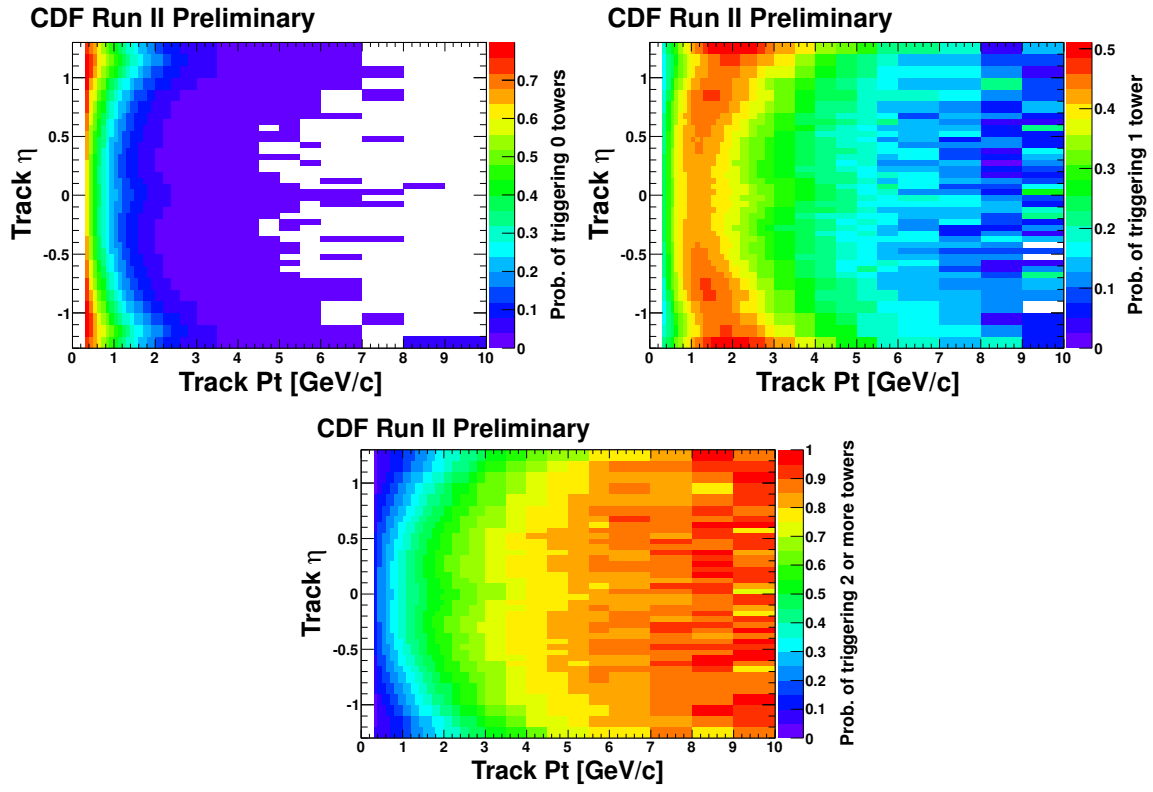 CDF Run II Preliminary
Track η
1
0.5
0
-0.5
-1
0 1 2 3 4 5 6 7 8 9 10
Track Pt [GeV/c]
0.7
0.6
0.5
0.4
0.3
0.2
0.1
0
Prob. of triggering 0 towers
CDF Run II Preliminary
Track η
1
0.5
0
-0.5
-1
0 1 2 3 4 5 6 7 8 9 10
Track Pt [GeV/c]
0.5
0.4
0.3
0.2
0.1
0
Prob. of triggering 1 tower
CDF Run II Preliminary
Track η
1
0.5
0
-0.5
-1
0 1 2 3 4 5 6 7 8 9 10
Track Pt [GeV/c]
1
0.9
0.8
0.7
0.6
0.5
0.4
0.3
0.2
0.1
0
Prob. of triggering 2 or more towers